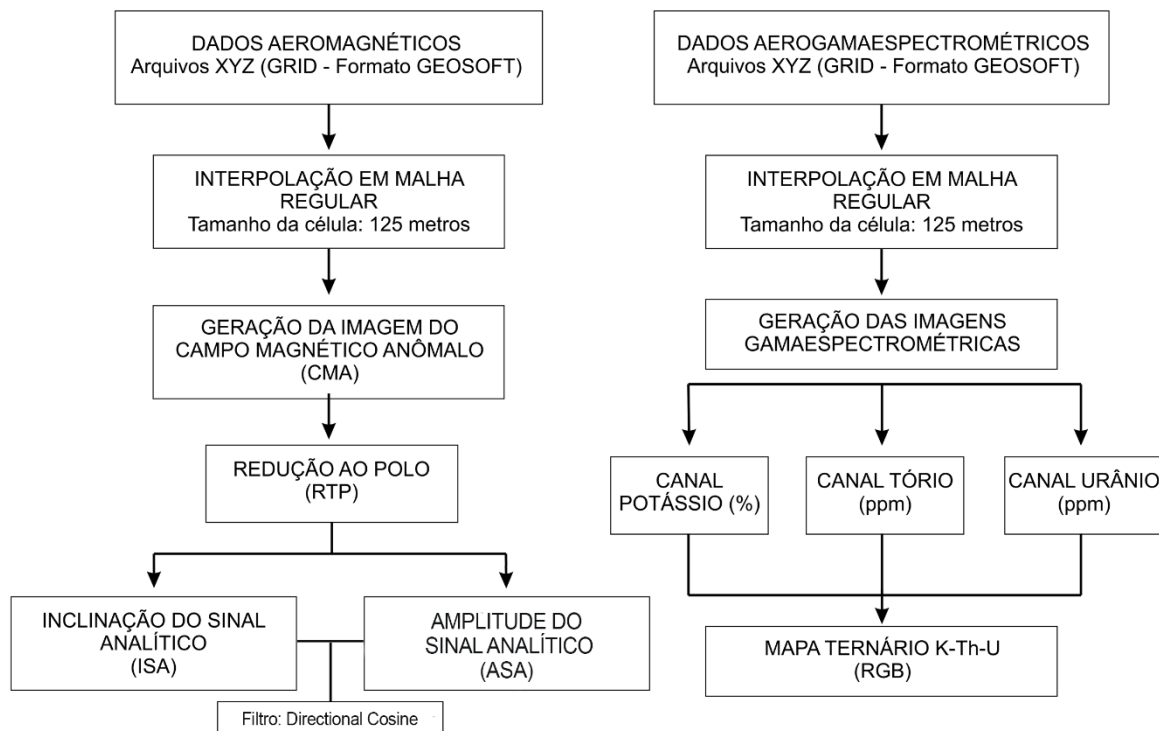 DADOS AEROMAGNÉTICOS
Arquivos XYZ (GRID - Formato GEOSOFT)
INTERPOLAÇÃO EM MALHA
REGULAR
Tamanho da célula: 125 metros
GERAÇÃO DA IMAGEM DO
CAMPO MAGNÉTICO ANÔMALO
(CMA)
REDUÇÃO AO POLO
(RTP)
INCLINAÇÃO DO SINAL
ANALÍTICO
(ISA)
AMPLITUDE DO
SINAL ANALÍTICO
(ASA)
Filtro: Directional Cosine
DADOS AEROGAMAESPECTROMÉTRICOS
Arquivos XYZ (GRID - Formato GEOSOFT)
INTERPOLAÇÃO EM MALHA
REGULAR
Tamanho da célula: 125 metros
GERAÇÃO DAS IMAGENS
GAMAESPECTROMÉTRICAS
CANAL
POTÁSSIO (%)
CANAL TÓRIO
(ppm)
CANAL URÂNIO
(ppm)
MAPA TERNÁRIO K-Th-U
(RGB)